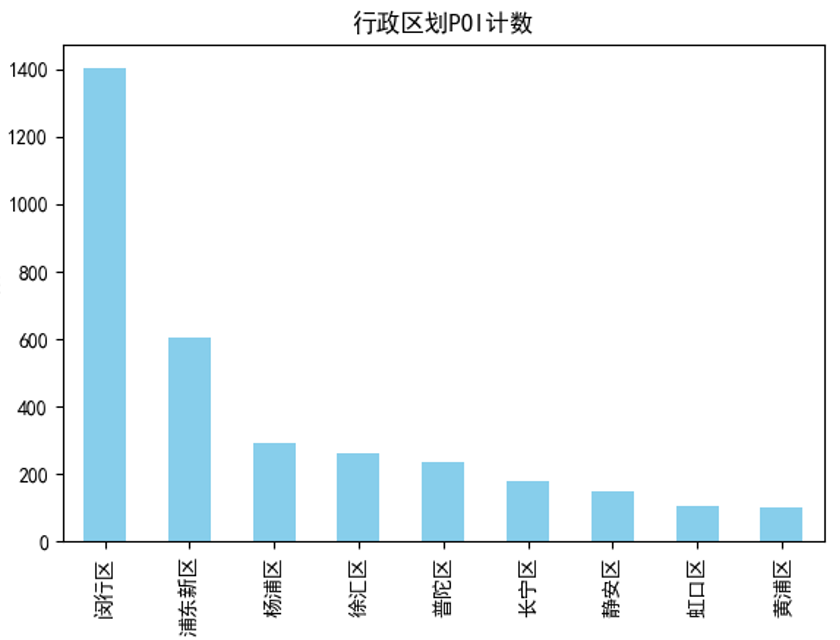 行政区划POI计数
1400
1200
1000
800
600
400
200
0
闵行区
浦东新区
杨浦区
徐汇区
普陀区
长宁区
静安区
虹口区
黄浦区